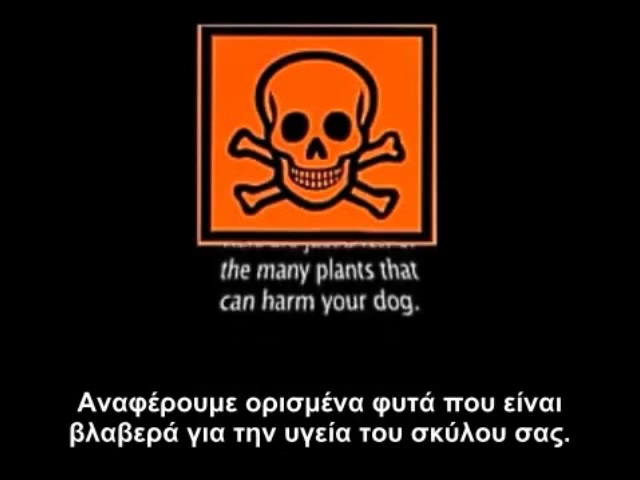 the many plants that
can harm your dog.
Αναφέρουμε ορισμένα φυτά που είναι
βλαβερά για την υγεία του σκύλου σας.